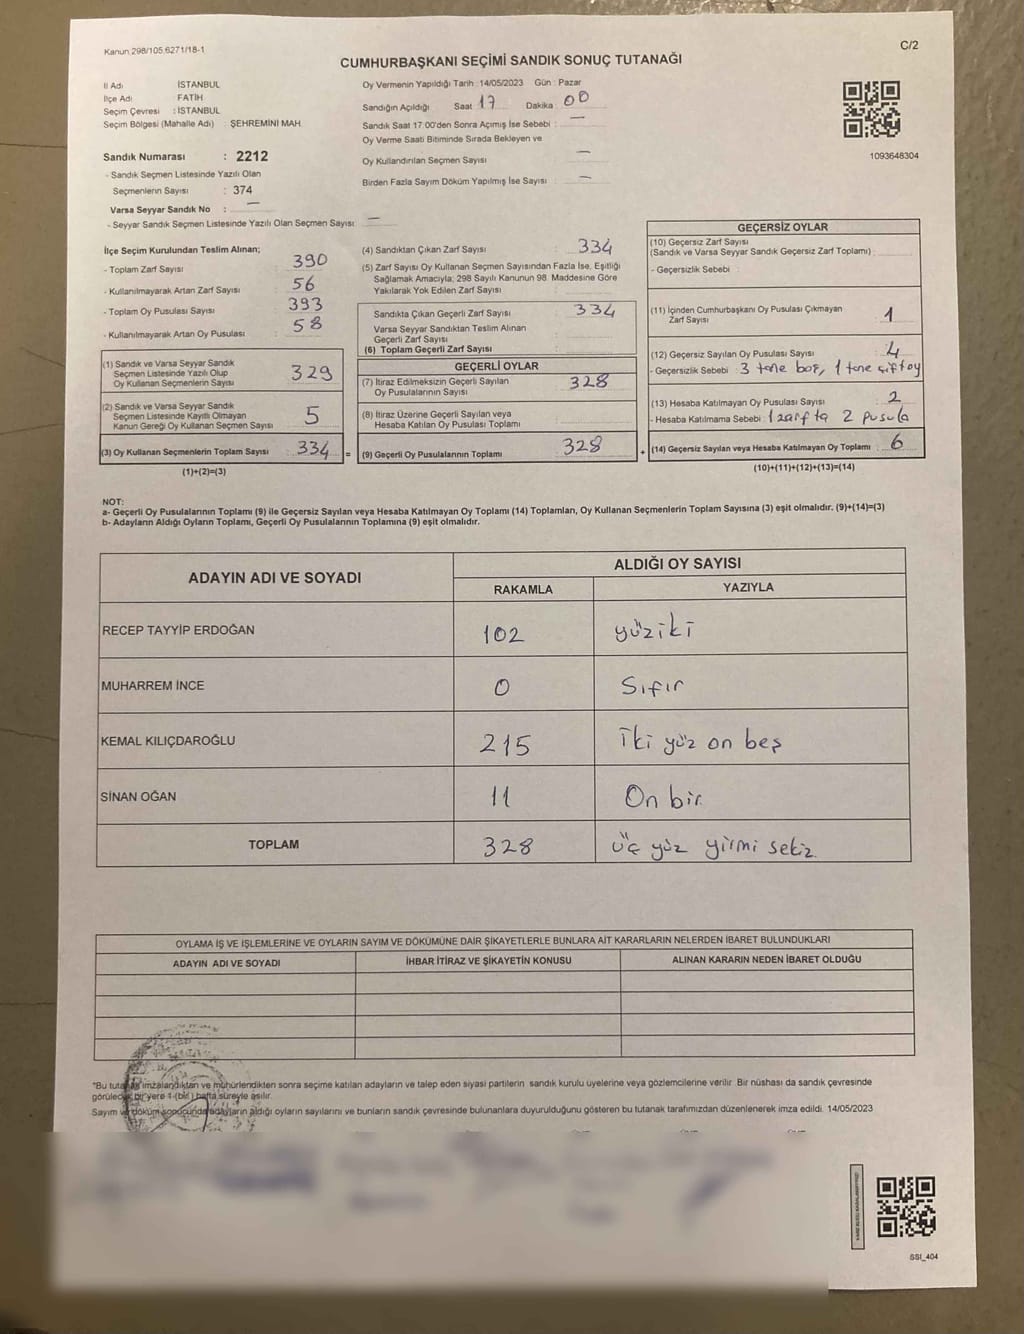 Kanun 298/105 6271/18-1
C/2
CUMHURBAŞKANI SEÇİMİ SANDIK SONUÇ TUTANAĞI
İl Adı : İSTANBUL
İlçe Adı : FATİH
Seçim Çevresi : İSTANBUL
Seçim Bölgesi (Mahalle Adı) : ŞEHREMİNİ MAH.
Sandık Numarası : 2212
- Sandık Seçmen Listesinde Yazılı Olan
Seçmenlerin Sayısı : 374
Varsa Seyyar Sandık No : —
- Seyyar Sandık Seçmen Listesinde Yazılı Olan Seçmen Sayısı : —
Oy Vermenin Yapıldığı Tarih : 14/05/2023 Gün : Pazar
Sandığın Açıldığı Saat 17 Dakika : 00
Sandık Saat 17:00'den Sonra Açımış İse Sebebi : —
Oy Verme Saati Bitiminde Sırada Bekleyen ve
Oy Kullandırılan Seçmen Sayısı : —
Birden Fazla Sayım Döküm Yapılmış İse Sayısı : —
1093648304
İlçe Seçim Kurulundan Teslim Alınan;
- Toplam Zarf Sayısı : 390
- Kullanılmayarak Artan Zarf Sayısı : 56
- Toplam Oy Pusulası Sayısı : 393
- Kullanılmayarak Artan Oy Pusulası : 58
(1) Sandık ve Varsa Seyyar Sandık
Seçmen Listesinde Yazılı Olup
Oy Kullanan Seçmenlerin Sayısı : 329
(2) Sandık ve Varsa Seyyar Sandık
Seçmen Listesinde Kayıtlı Olmayan
Kanun Gereği Oy Kullanan Seçmen Sayısı : 5
(3) Oy Kullanan Seçmenlerin Toplam Sayısı : 334 =
(1)+(2)=(3)
(4) Sandıktan Çıkan Zarf Sayısı : 334
(5) Zarf Sayısı Oy Kullanan Seçmen Sayısından Fazla İse, Eşitliği
Sağlamak Amacıyla; 298 Sayılı Kanunun 98. Maddesine Göre
Yakılarak Yok Edilen Zarf Sayısı :
Sandıkta Çıkan Geçerli Zarf Sayısı : 334
Varsa Seyyar Sandıktan Teslim Alınan
Geçerli Zarf Sayısı
(6) Toplam Geçerli Zarf Sayısı :
GEÇERLİ OYLAR
(7) İtiraz Edilmeksizin Geçerli Sayılan
Oy Pusulasının Sayısı : 328
(8) İtiraz Üzerine Geçerli Sayılan veya
Hesaba Katılan Oy Pusulası Toplamı :
(9) Geçerli Oy Pusulalarının Toplamı : 328 +
GEÇERSİZ OYLAR
(10) Geçersiz Zarf Sayısı
(Sandık ve Varsa Seyyar Sandık Geçersiz Zarf Toplamı) :
- Geçersizlik Sebebi :
(11) İçinden Cumhurbaşkanı Oy Pusulası Çıkmayan
Zarf Sayısı : 1
(12) Geçersiz Sayılan Oy Pusulası Sayısı : 4
- Geçersizlik Sebebi : 3 tane boş, 1 tane çift oy
(13) Hesaba Katılmayan Oy Pusulası Sayısı : 2
- Hesaba Katılmama Sebebi : 1 zarfta 2 pusula
(14) Geçersiz Sayılan veya Hesaba Katılmayan Oy Toplamı : 6
(10)+(11)+(12)+(13)=(14)
NOT:
a- Geçerli Oy Pusulalarının Toplamı (9) ile Geçersiz Sayılan veya Hesaba Katılmayan Oy Toplamı (14) Toplamları, Oy Kullanan Seçmenlerin Toplam Sayısına (3) eşit olmalıdır. (9)+(14)=(3)
b- Adayların Aldığı Oyların Toplamı, Geçerli Oy Pusulalarının Toplamına (9) eşit olmalıdır.
ADAYIN ADI VE SOYADI
ALDIĞI OY SAYISI
RAKAMLA YAZIYLA
RECEP TAYYİP ERDOĞAN 102 yüziki
MUHARREM İNCE 0 Sıfır
KEMAL KILIÇDAROĞLU 215 İki yüz on beş
SİNAN OĞAN 11 On bir
TOPLAM 328 üç yüz yirmi sekiz
OYLAMA İŞ VE İŞLEMLERİNE VE OYLARIN SAYIM VE DÖKÜMÜNE DAİR ŞİKAYETLERLE BUNLARA AİT KARARLARIN NELERDEN İBARET BULUNDUKLARI
ADAYIN ADI VE SOYADI İHBAR İTİRAZ VE ŞİKAYETİN KONUSU ALINAN KARARIN NEDEN İBARET OLDUĞU
"Bu tutanak imzalandıktan ve mühürlendikten sonra seçime katılan adayların ve talep eden siyasi partilerin sandık kurulu üyelerine veya gözlemcilerine verilir. Bir nüshası da sandık çevresinde
görülecek bir yere 1 (bir) hafta süreyle asılır.
Sayım ve döküm sonucunda adayların aldığı oyların sayılarını ve bunların sandık çevresinde bulunanlara duyurulduğunu gösteren bu tutanak tarafımızdan düzenlenerek imza edildi. 14/05/2023
SSI_404